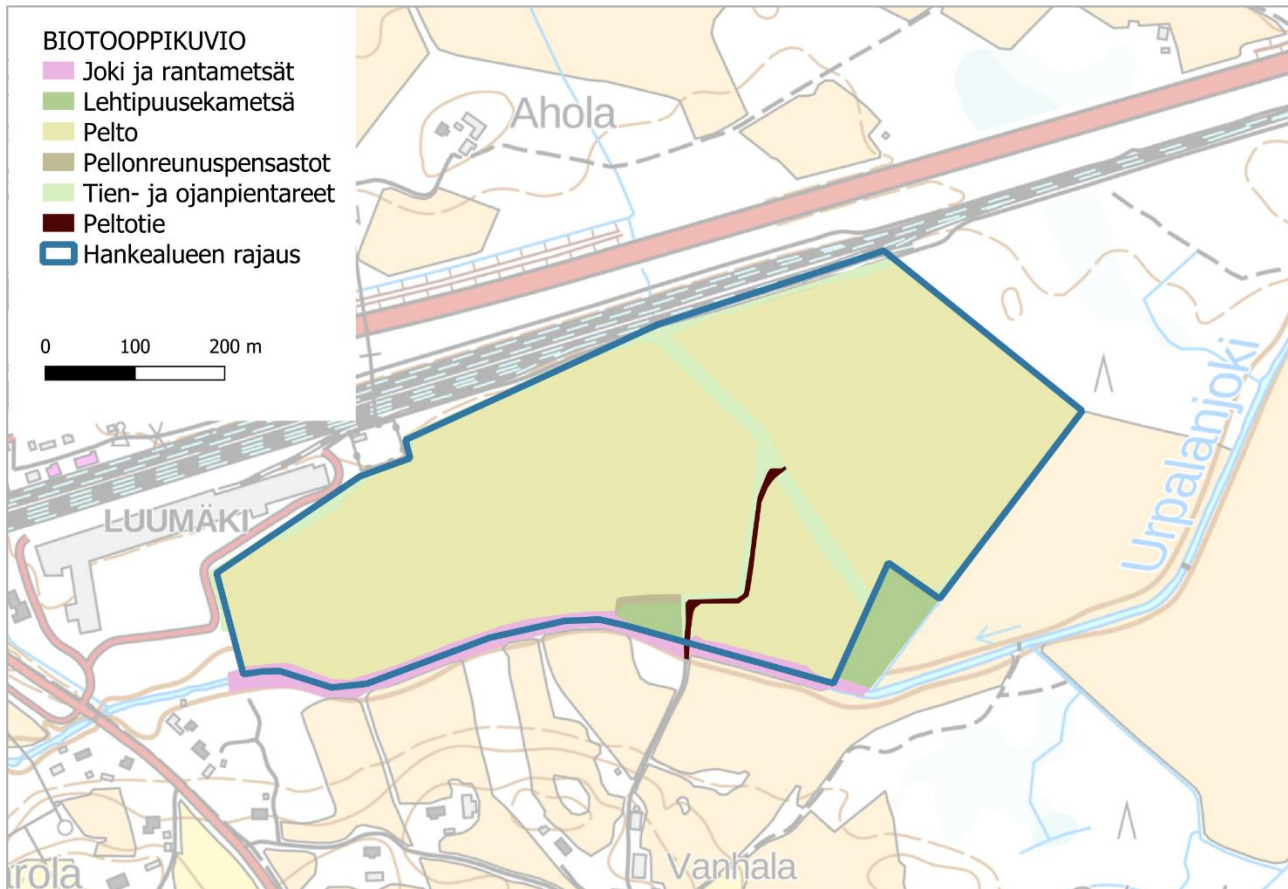 BIOTOOPPIKUVIO
Joki ja rantametsät
Lehtipuusekametsä
Pelto
Pellonreunuspensastot
Tien- ja ojanpientareet
Peltotie
Hankealueen rajaus
0 100 200 m
Ahola
LUUMÄKI
Urpalanjoki
Vanhala